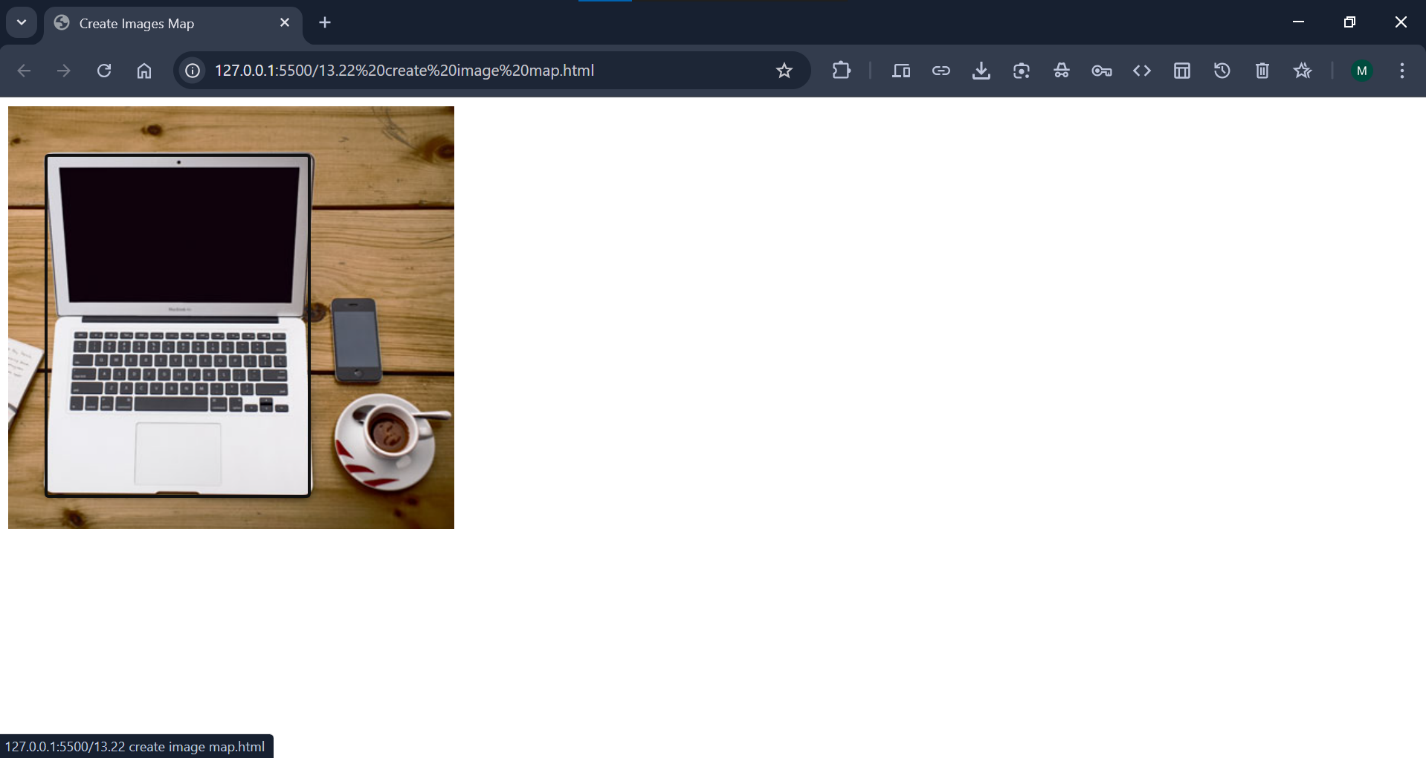 Create Images Map
127.0.0.1:5500/13.22%20create%20image%20map.html
M
127.0.0.1:5500/13.22 create image map.html